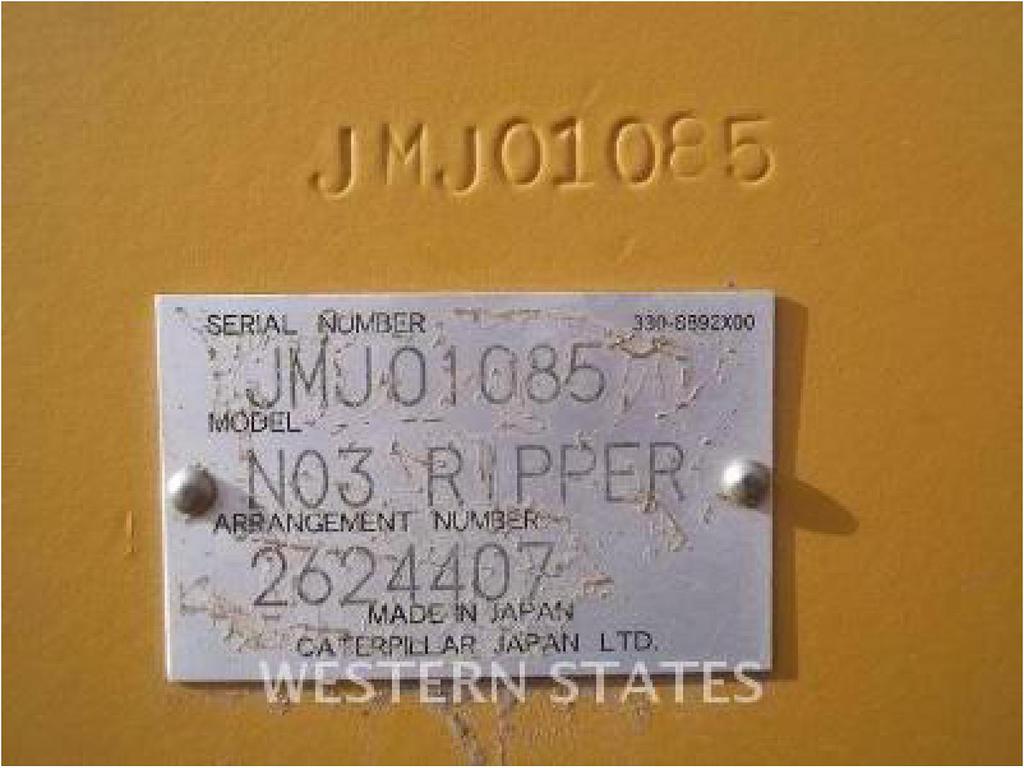 JMJ01085
SERIAL NUMBER 330-8892X00
JMJ01085
MODEL
N03 RIPPER
ARRANGEMENT NUMBER
2624407
MADE IN JAPAN
CATERPILLAR JAPAN LTD.
WESTERN STATES